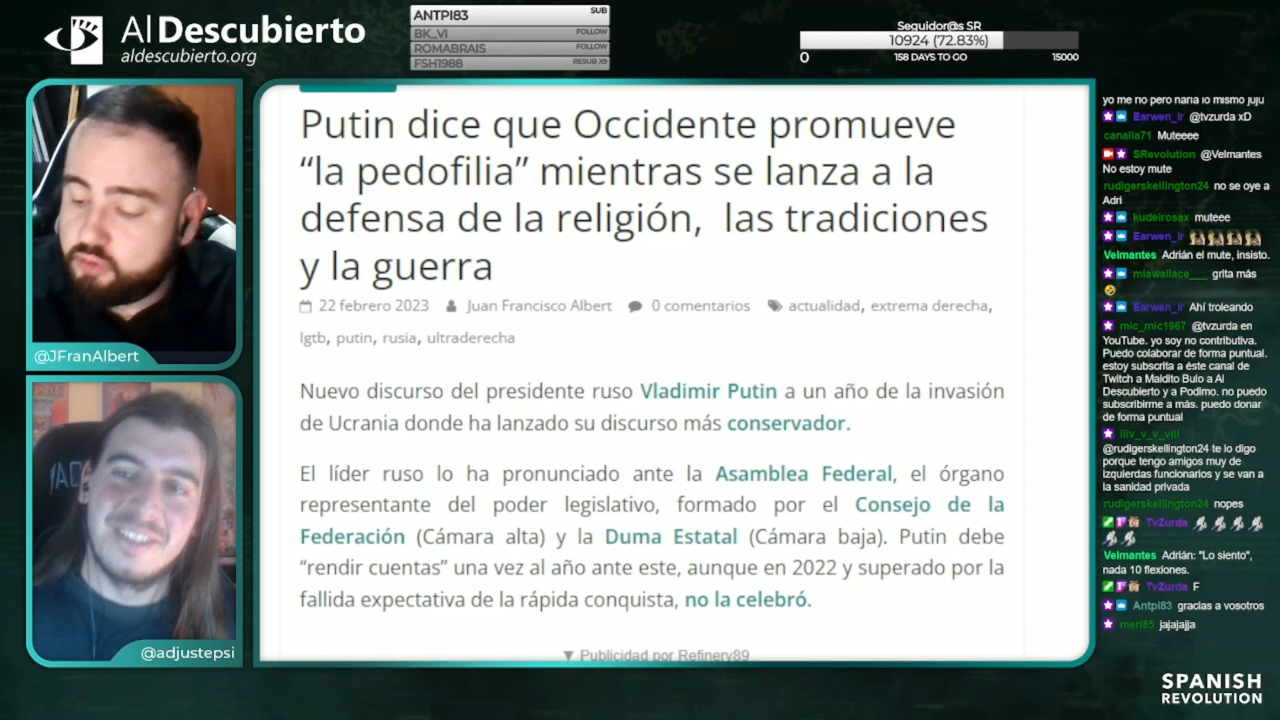 Al Descubierto
aldescubierto.org
ANTPI83 SUB
BK_VI FOLLOW
ROMABRAIS FOLLOW
FSH1988 RESUB X9
Seguidor@s SR
10924 (72.83%)
0 158 DAYS TO GO 15000
@JFranAlbert
@adjustepsi
Putin dice que Occidente promueve
“la pedofilia” mientras se lanza a la
defensa de la religión, las tradiciones
y la guerra
22 febrero 2023 Juan Francisco Albert 0 comentarios actualidad, extrema derecha,
lgtb, putin, rusia, ultraderecha
Nuevo discurso del presidente ruso Vladimir Putin a un año de la invasión
de Ucrania donde ha lanzado su discurso más conservador.
El líder ruso lo ha pronunciado ante la Asamblea Federal, el órgano
representante del poder legislativo, formado por el Consejo de la
Federación (Cámara alta) y la Duma Estatal (Cámara baja). Putin debe
“rendir cuentas” una vez al año ante este, aunque en 2022 y superado por la
fallida expectativa de la rápida conquista, no la celebró.
▼ Publicidad por Refinery89
yo me río pero haría lo mismo juju
Earwen_ir @tvzurda xD
canalla71 Muteeee
SRevolution @Velmantes
No estoy mute
rudigerskellington24 no se oye a
Adri
kudeirosax muteee
Earwen_ir
Velmantes Adrián el mute, insisto.
miawallace___ grita más
Earwen_ir Ahí troleando
mic_mic1967 @tvzurda en
YouTube. yo soy no contributiva.
Puedo colaborar de forma puntual.
estoy subscrita a éste canal de
Twitch a Maldito Bulo a Al
Descubierto y a Podimo. no puedo
subscribirme a más. puedo donar
de forma puntual
@rudigerskellington24 te lo digo
porque tengo amigos muy de
izquierdas funcionarios y se van a
la sanidad privada
rudigerskellington24 nopes
TvZurda
Velmantes Adrián: "Lo siento",
nada 10 flexiones.
TvZurda F
Antpi83 gracias a vosotros
meri85 jajajajja
SPANISH
REVOLUTION